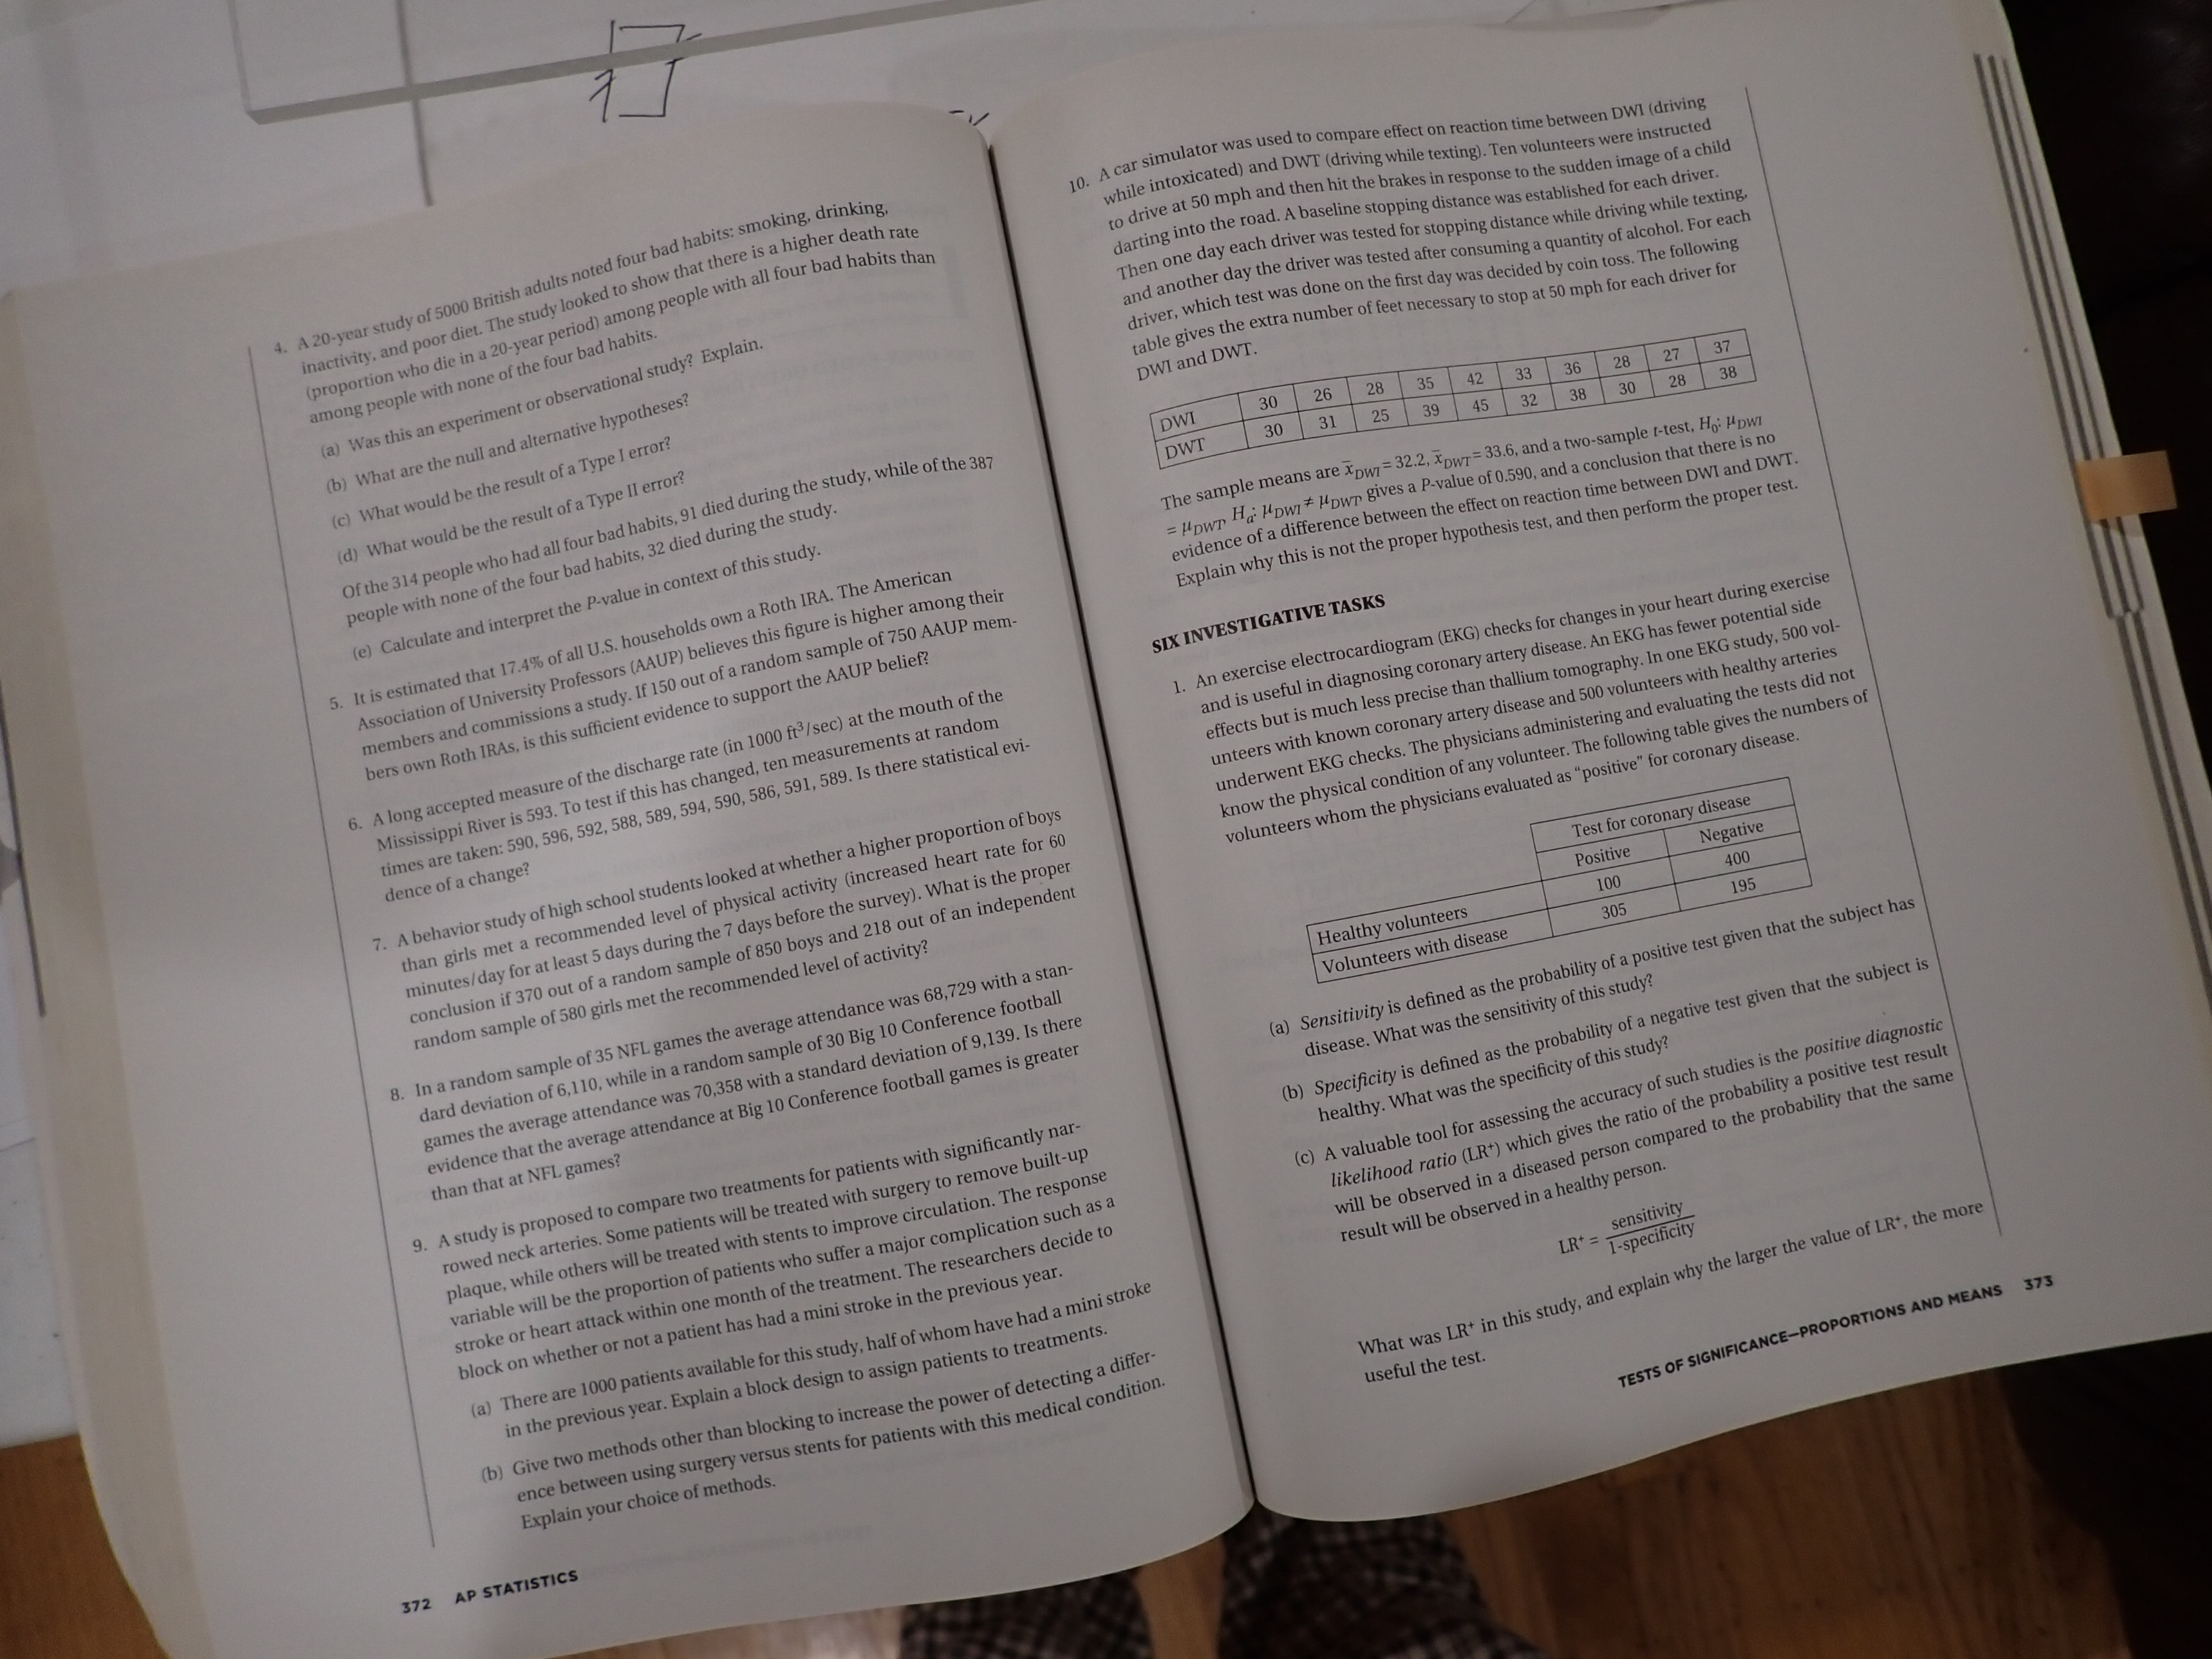 4. A 20-year study of 5000 British adults noted four bad habits: smoking, drinking,
inactivity, and poor diet. The study looked to show that there is a higher death rate
(proportion who die in a 20-year period) among people with all four bad habits than
among people with none of the four bad habits.
(a) Was this an experiment or observational study? Explain.
(b) What are the null and alternative hypotheses?
(c) What would be the result of a Type I error?
(d) What would be the result of a Type II error?
Of the 314 people who had all four bad habits, 91 died during the study, while of the 387
people with none of the four bad habits, 32 died during the study.
(e) Calculate and interpret the P-value in context of this study.
5. It is estimated that 17.4% of all U.S. households own a Roth IRA. The American
Association of University Professors (AAUP) believes this figure is higher among their
members and commissions a study. If 150 out of a random sample of 750 AAUP mem-
bers own Roth IRAs, is this sufficient evidence to support the AAUP belief?
6. A long accepted measure of the discharge rate (in 1000 ft³/sec) at the mouth of the
Mississippi River is 593. To test if this has changed, ten measurements at random
times are taken: 590, 596, 592, 588, 589, 594, 590, 586, 591, 589. Is there statistical evi-
dence of a change?
7. A behavior study of high school students looked at whether a higher proportion of boys
than girls met a recommended level of physical activity (increased heart rate for 60
minutes/day for at least 5 days during the 7 days before the survey). What is the proper
conclusion if 370 out of a random sample of 850 boys and 218 out of an independent
random sample of 580 girls met the recommended level of activity?
8. In a random sample of 35 NFL games the average attendance was 68,729 with a stan-
dard deviation of 6,110, while in a random sample of 30 Big 10 Conference football
games the average attendance was 70,358 with a standard deviation of 9,139. Is there
evidence that the average attendance at Big 10 Conference football games is greater
than that at NFL games?
9. A study is proposed to compare two treatments for patients with significantly nar-
rowed neck arteries. Some patients will be treated with surgery to remove built-up
plaque, while others will be treated with stents to improve circulation. The response
variable will be the proportion of patients who suffer a major complication such as a
stroke or heart attack within one month of the treatment. The researchers decide to
block on whether or not a patient has had a mini stroke in the previous year.
(a) There are 1000 patients available for this study, half of whom have had a mini stroke
in the previous year. Explain a block design to assign patients to treatments.
(b) Give two methods other than blocking to increase the power of detecting a differ-
ence between using surgery versus stents for patients with this medical condition.
Explain your choice of methods.
372 AP STATISTICS
10. A car simulator was used to compare effect on reaction time between DWI (driving
while intoxicated) and DWT (driving while texting). Ten volunteers were instructed
to drive at 50 mph and then hit the brakes in response to the sudden image of a child
darting into the road. A baseline stopping distance was established for each driver.
Then one day each driver was tested for stopping distance while driving while texting,
and another day the driver was tested after consuming a quantity of alcohol. For each
driver, which test was done on the first day was decided by coin toss. The following
table gives the extra number of feet necessary to stop at 50 mph for each driver for
DWI and DWT.
DWI 30 26 28 35 42 33 36 28 27 37
DWT 30 31 25 39 45 32 38 30 28 38
The sample means are x̄DWI = 32.2, x̄DWT = 33.6, and a two-sample t-test, H₀: μDWI
= μDWT, Hₐ: μDWI ≠ μDWT, gives a P-value of 0.590, and a conclusion that there is no
evidence of a difference between the effect on reaction time between DWI and DWT.
Explain why this is not the proper hypothesis test, and then perform the proper test.
SIX INVESTIGATIVE TASKS
1. An exercise electrocardiogram (EKG) checks for changes in your heart during exercise
and is useful in diagnosing coronary artery disease. An EKG has fewer potential side
effects but is much less precise than thallium tomography. In one EKG study, 500 vol-
unteers with known coronary artery disease and 500 volunteers with healthy arteries
underwent EKG checks. The physicians administering and evaluating the tests did not
know the physical condition of any volunteer. The following table gives the numbers of
volunteers whom the physicians evaluated as “positive” for coronary disease.
Test for coronary disease
Positive Negative
Healthy volunteers 100 400
Volunteers with disease 305 195
(a) Sensitivity is defined as the probability of a positive test given that the subject has
disease. What was the sensitivity of this study?
(b) Specificity is defined as the probability of a negative test given that the subject is
healthy. What was the specificity of this study?
(c) A valuable tool for assessing the accuracy of such studies is the positive diagnostic
likelihood ratio (LR⁺) which gives the ratio of the probability a positive test result
will be observed in a diseased person compared to the probability that the same
result will be observed in a healthy person.
LR⁺ = sensitivity / 1-specificity
What was LR⁺ in this study, and explain why the larger the value of LR⁺, the more
useful the test.
TESTS OF SIGNIFICANCE—PROPORTIONS AND MEANS 373